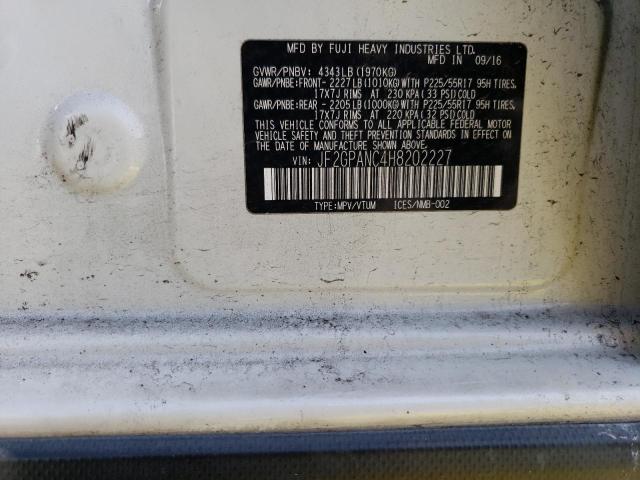 MFD BY FUJI HEAVY INDUSTRIES LTD.
MFD IN 09/16
GVWR/PNBV: 4343LB(1970KG)
GAWR/PNBE:FRONT- 2227LB(1010KG)WITH P225/55R17 95H TIRES,
17X7J RIMS AT 230 KPA(33 PSI)COLD
GAWR/PNBE:REAR - 2205LB(1000KG)WITH P225/55R17 95H TIRES,
17X7J RIMS AT 220 KPA(32 PSI)COLD
THIS VEHICLE CONFORMS TO ALL APPLICABLE FEDERAL MOTOR
VEHICLE SAFETY AND THEFT PREVENTION STANDARDS IN EFFECT
ON THE DATE OF MANUFACTURE SHOWN ABOVE.
VIN: JF2GPANC4H8202227
TYPE:MPV/VTUM ICES/NMB-002